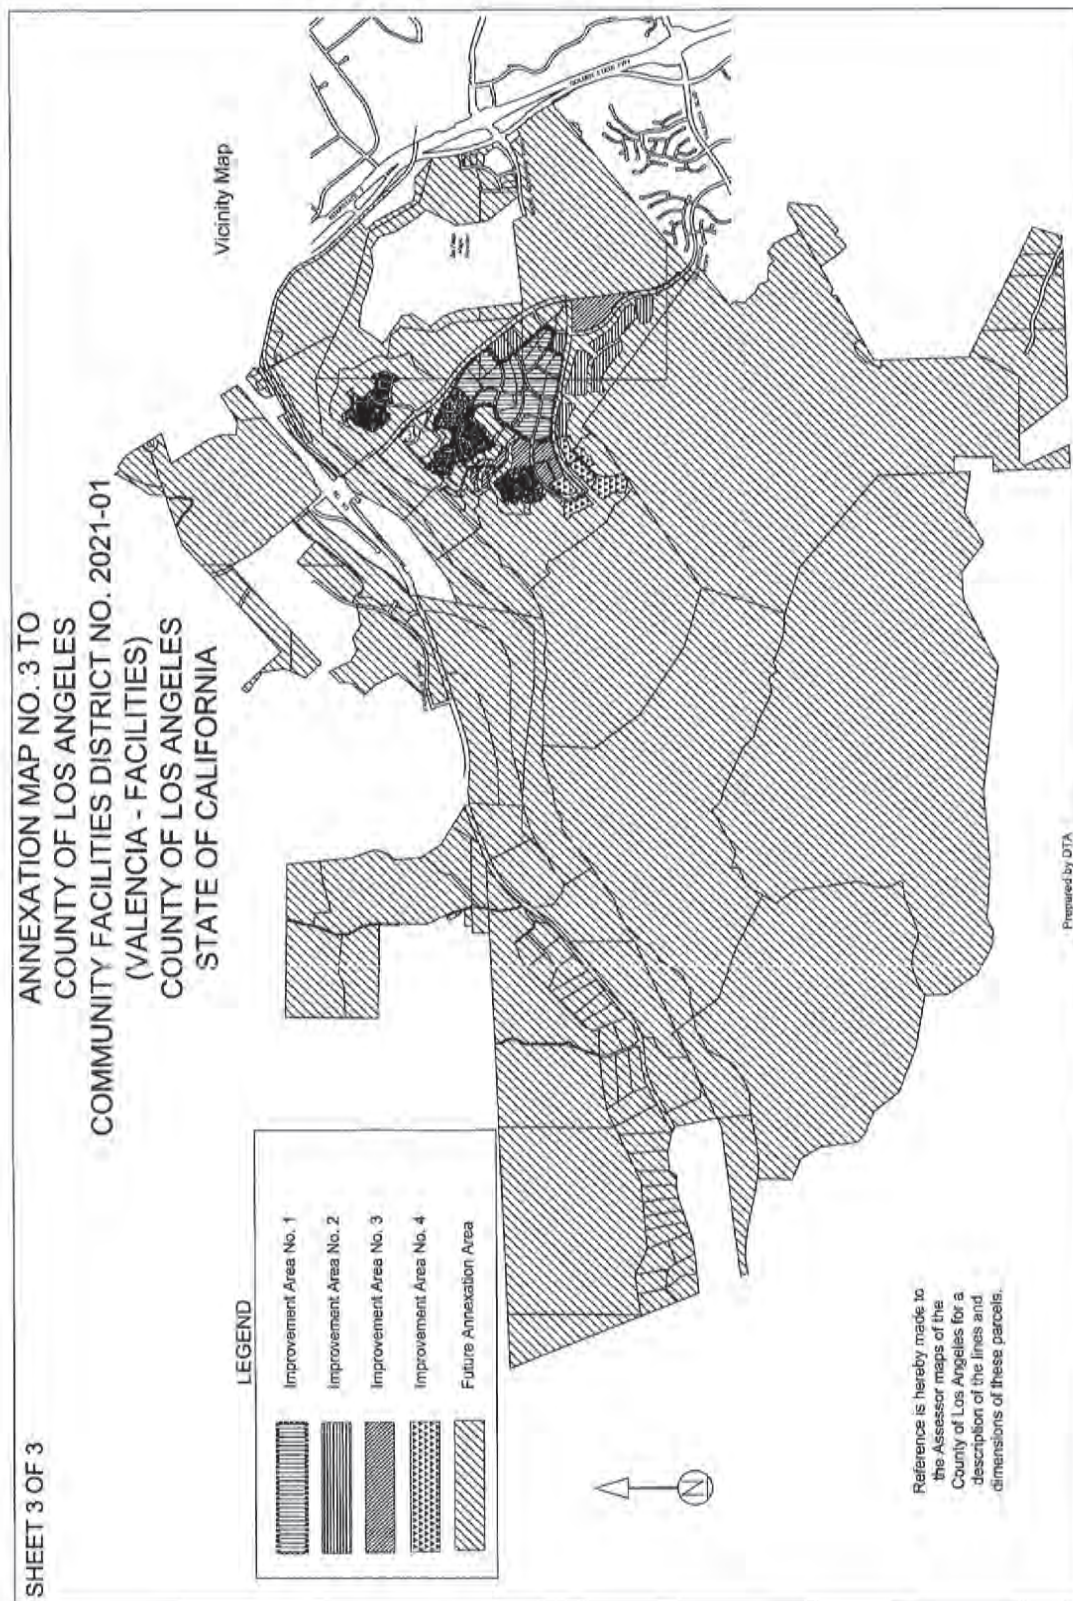 SHEET 3 OF 3
ANNEXATION MAP NO. 3 TO
COUNTY OF LOS ANGELES
COMMUNITY FACILITIES DISTRICT NO. 2021-01
(VALENCIA - FACILITIES)
COUNTY OF LOS ANGELES
STATE OF CALIFORNIA
Vicinity Map
GOLDEN STATE FWY
LEGEND
Improvement Area No. 1
Improvement Area No. 2
Improvement Area No. 3
Improvement Area No. 4
Future Annexation Area
N
Reference is hereby made to
the Assessor maps of the
County of Los Angeles for a
description of the lines and
dimensions of these parcels.
Prepared by DTA